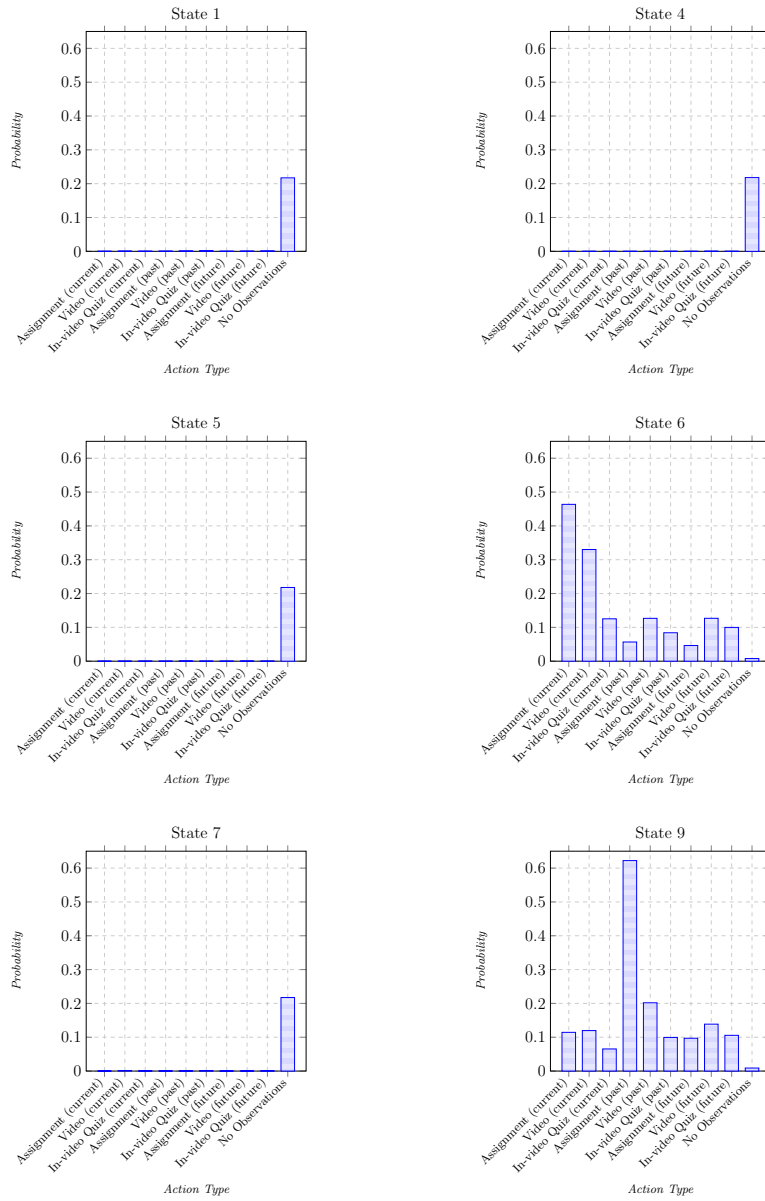 State 1
0.6
0.5
0.4
0.3
0.2
0.1
0
Probability
Assignment (current)
Video (current)
In-video Quiz (current)
Assignment (past)
Video (past)
In-video Quiz (past)
Assignment (future)
Video (future)
In-video Quiz (future)
No Observations
Action Type
State 4
0.6
0.5
0.4
0.3
0.2
0.1
0
Probability
Assignment (current)
Video (current)
In-video Quiz (current)
Assignment (past)
Video (past)
In-video Quiz (past)
Assignment (future)
Video (future)
In-video Quiz (future)
No Observations
Action Type
State 5
0.6
0.5
0.4
0.3
0.2
0.1
0
Probability
Assignment (current)
Video (current)
In-video Quiz (current)
Assignment (past)
Video (past)
In-video Quiz (past)
Assignment (future)
Video (future)
In-video Quiz (future)
No Observations
Action Type
State 6
0.6
0.5
0.4
0.3
0.2
0.1
0
Probability
Assignment (current)
Video (current)
In-video Quiz (current)
Assignment (past)
Video (past)
In-video Quiz (past)
Assignment (future)
Video (future)
In-video Quiz (future)
No Observations
Action Type
State 7
0.6
0.5
0.4
0.3
0.2
0.1
0
Probability
Assignment (current)
Video (current)
In-video Quiz (current)
Assignment (past)
Video (past)
In-video Quiz (past)
Assignment (future)
Video (future)
In-video Quiz (future)
No Observations
Action Type
State 9
0.6
0.5
0.4
0.3
0.2
0.1
0
Probability
Assignment (current)
Video (current)
In-video Quiz (current)
Assignment (past)
Video (past)
In-video Quiz (past)
Assignment (future)
Video (future)
In-video Quiz (future)
No Observations
Action Type